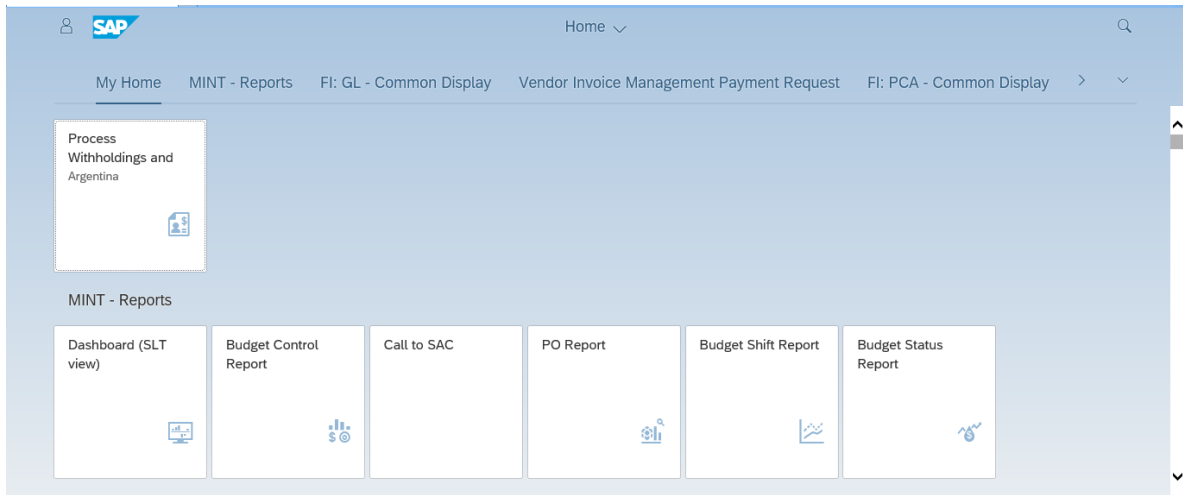 SAP
Home
My Home
MINT - Reports
FI: GL - Common Display
Vendor Invoice Management Payment Request
FI: PCA - Common Display
Process
Withholdings and
Argentina
MINT - Reports
Dashboard (SLT
view)
Budget Control
Report
Call to SAC
PO Report
Budget Shift Report
Budget Status
Report